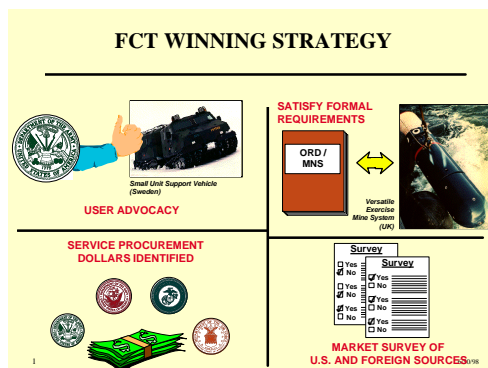 FCT WINNING STRATEGY
Small Unit Support Vehicle
(Sweden)
USER ADVOCACY
SATISFY FORMAL
REQUIREMENTS
ORD /
MNS
Versatile
Exercise
Mine System
(UK)
SERVICE PROCUREMENT
DOLLARS IDENTIFIED
Survey
Yes
No
Yes
No
Yes
No
Survey
Yes
No
Yes
No
Yes
No
MARKET SURVEY OF
U.S. AND FOREIGN SOURCES
1